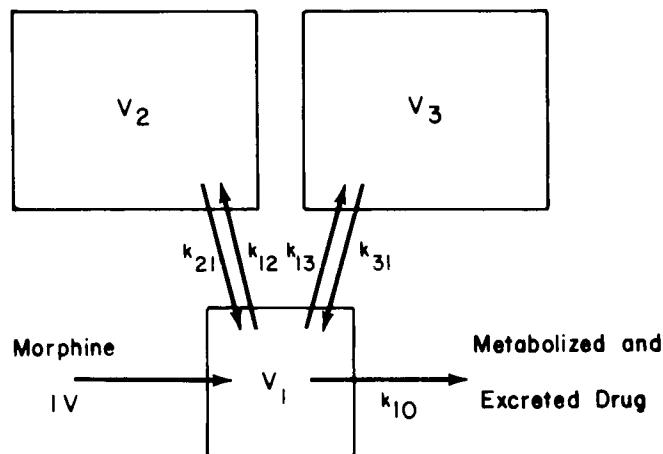 V2
V3
k21
k12
k13
k31
Morphine
IV
V1
k10
Metabolized and
Excreted Drug